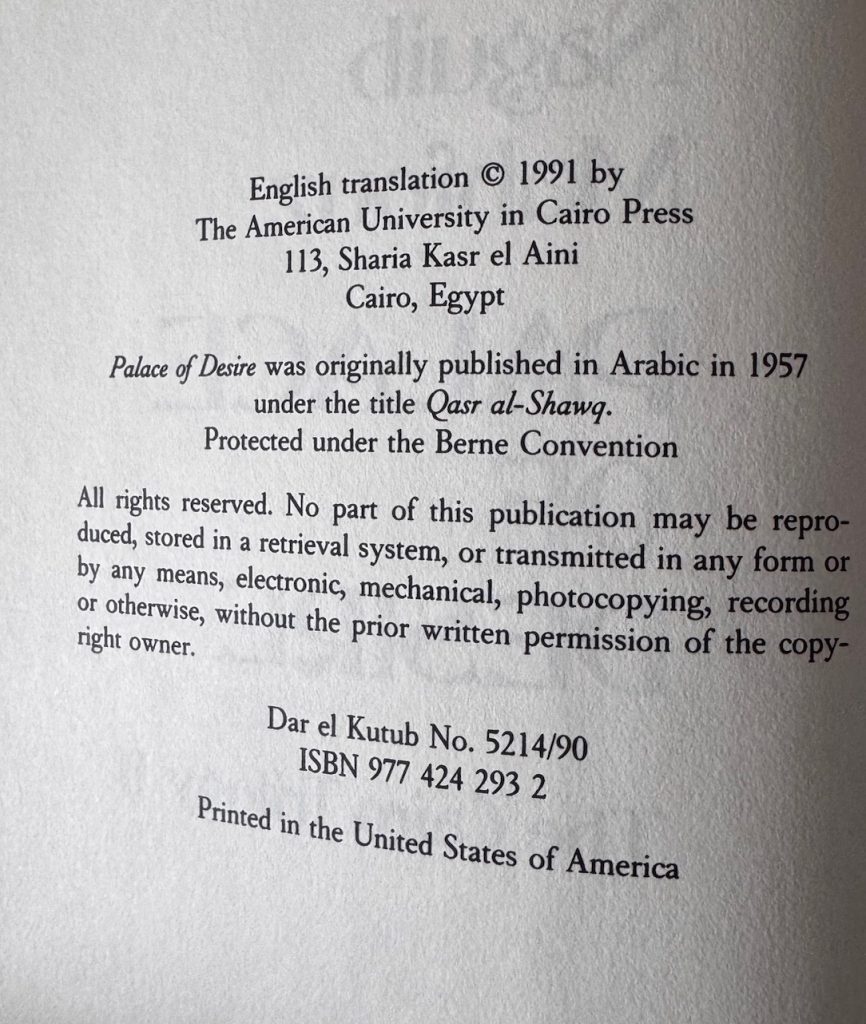 English translation © 1991 by
The American University in Cairo Press
113, Sharia Kasr el Aini
Cairo, Egypt
Palace of Desire was originally published in Arabic in 1957
under the title Qasr al-Shawq.
Protected under the Berne Convention
All rights reserved. No part of this publication may be repro-
duced, stored in a retrieval system, or transmitted in any form or
by any means, electronic, mechanical, photocopying, recording
or otherwise, without the prior written permission of the copy-
right owner.
Dar el Kutub No. 5214/90
ISBN 977 424 293 2
Printed in the United States of America